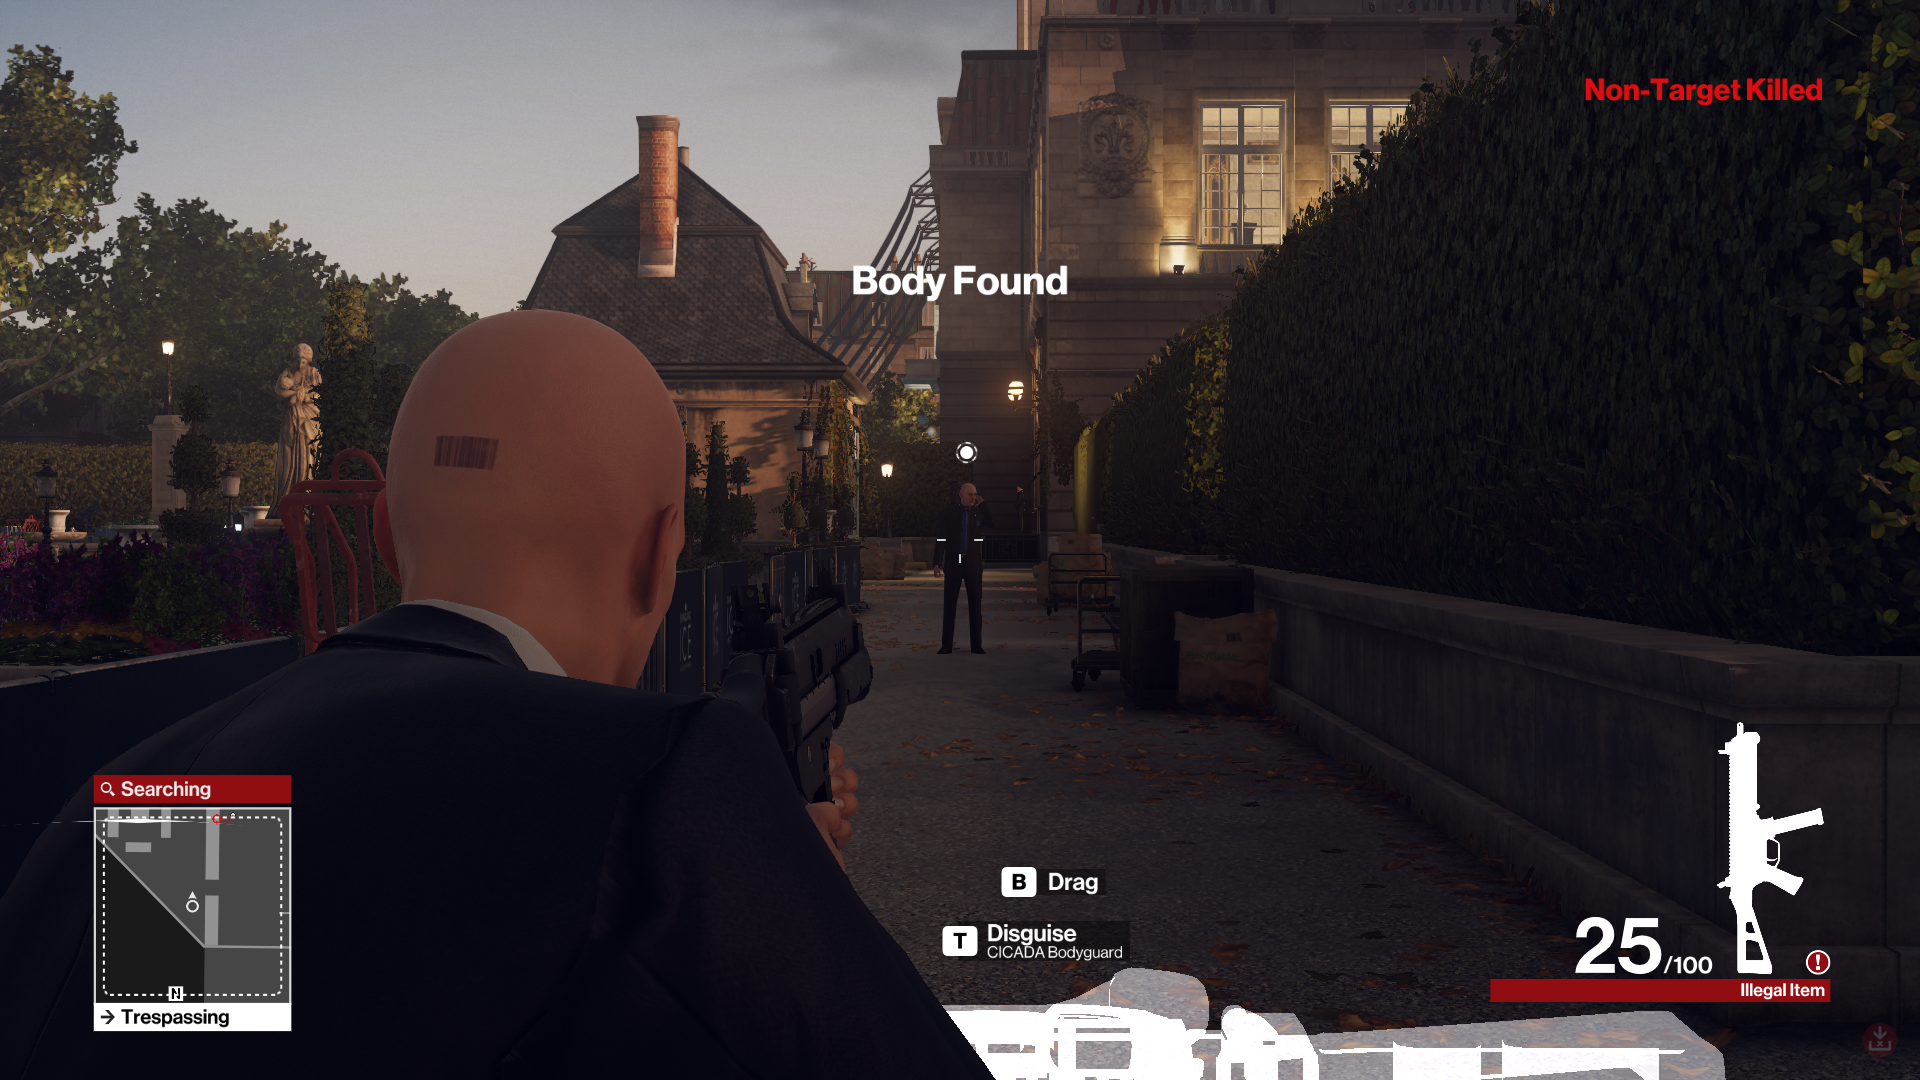 Non-Target Killed
Body Found
Searching
N
Trespassing
B Drag
T Disguise
CICADA Bodyguard
25/100
Illegal Item